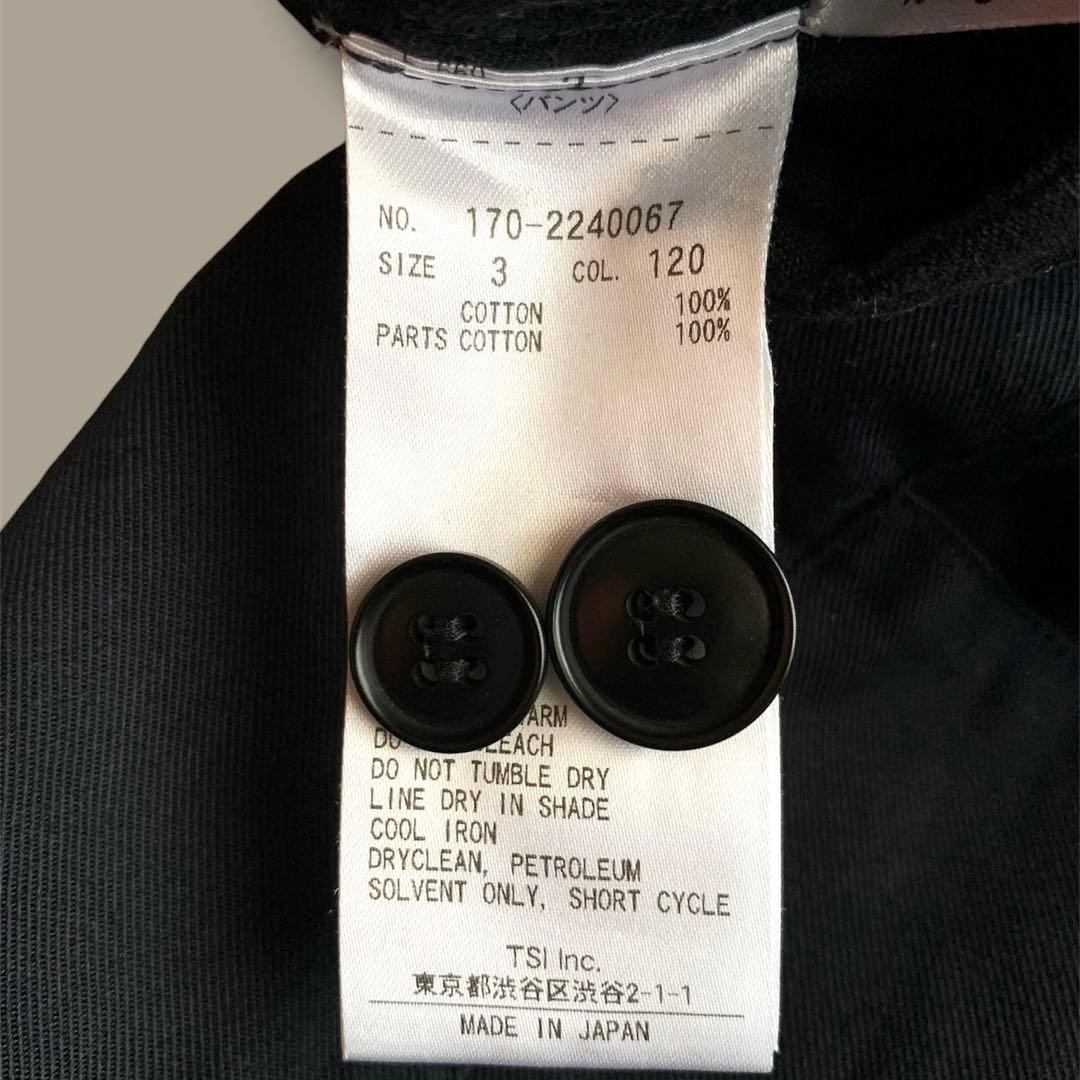 〈パンツ〉
NO. 170-2240067
SIZE 3 COL. 120
COTTON 100%
PARTS COTTON 100%
DO NOT TUMBLE DRY
LINE DRY IN SHADE
COOL IRON
DRYCLEAN, PETROLEUM
SOLVENT ONLY, SHORT CYCLE
TSI Inc.
東京都渋谷区渋谷2-1-1
MADE IN JAPAN